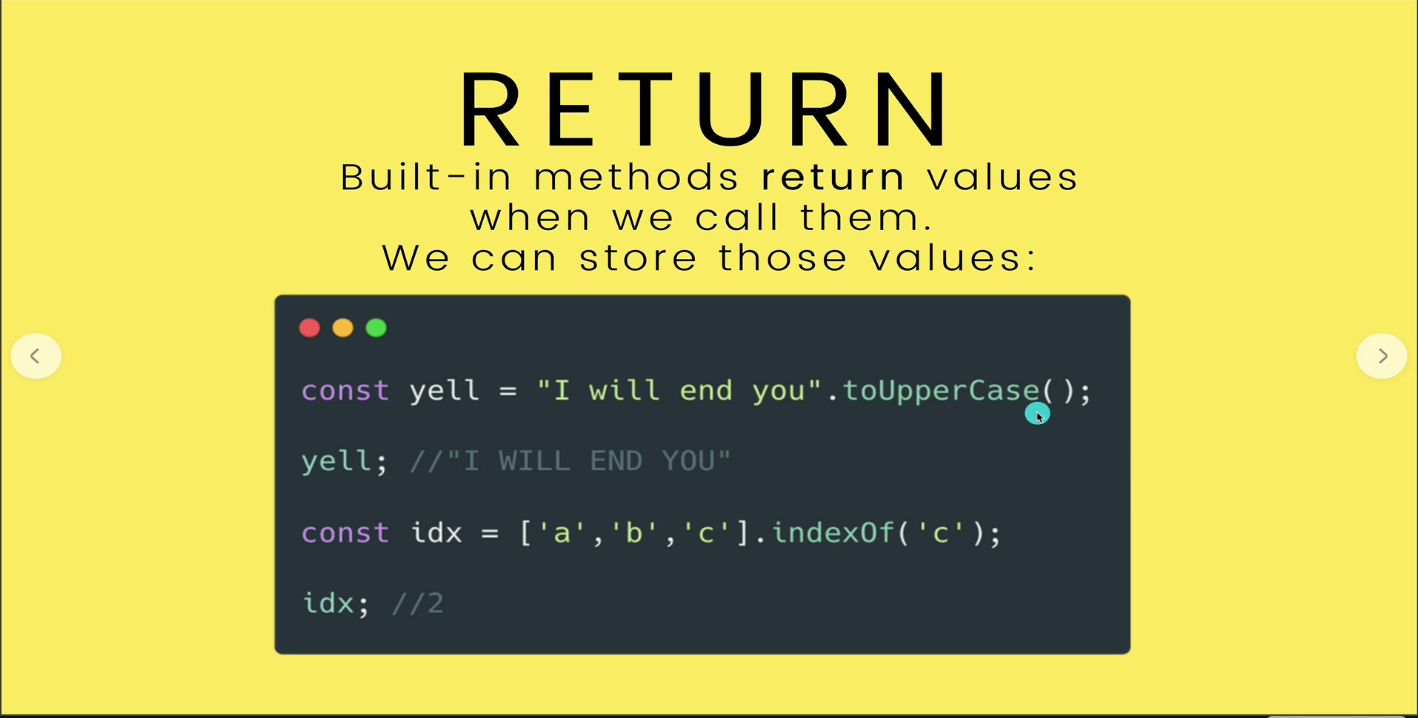 RETURN
Built-in methods return values
when we call them.
We can store those values:
const yell = "I will end you".toUpperCase();
yell; //"I WILL END YOU"
const idx = ['a','b','c'].indexOf('c');
idx; //2